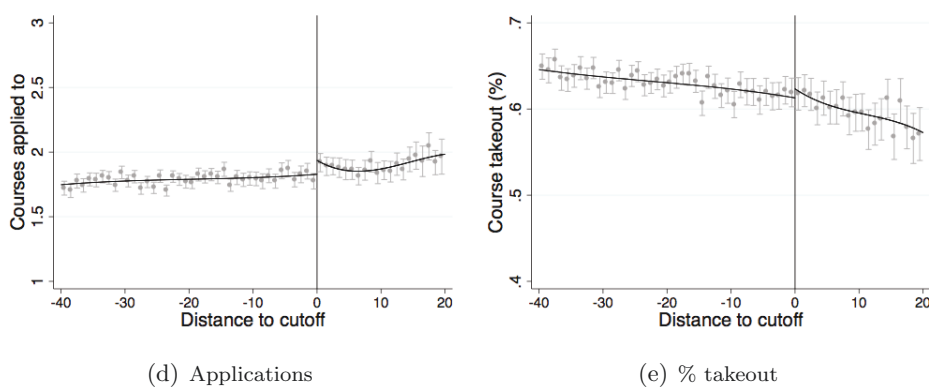 Courses applied to
3
2.5
2
1.5
1
-40 -30 -20 -10 0 10 20
Distance to cutoff
(d) Applications
Course takeout (%)
.7
.6
.5
.4
-40 -30 -20 -10 0 10 20
Distance to cutoff
(e) % takeout